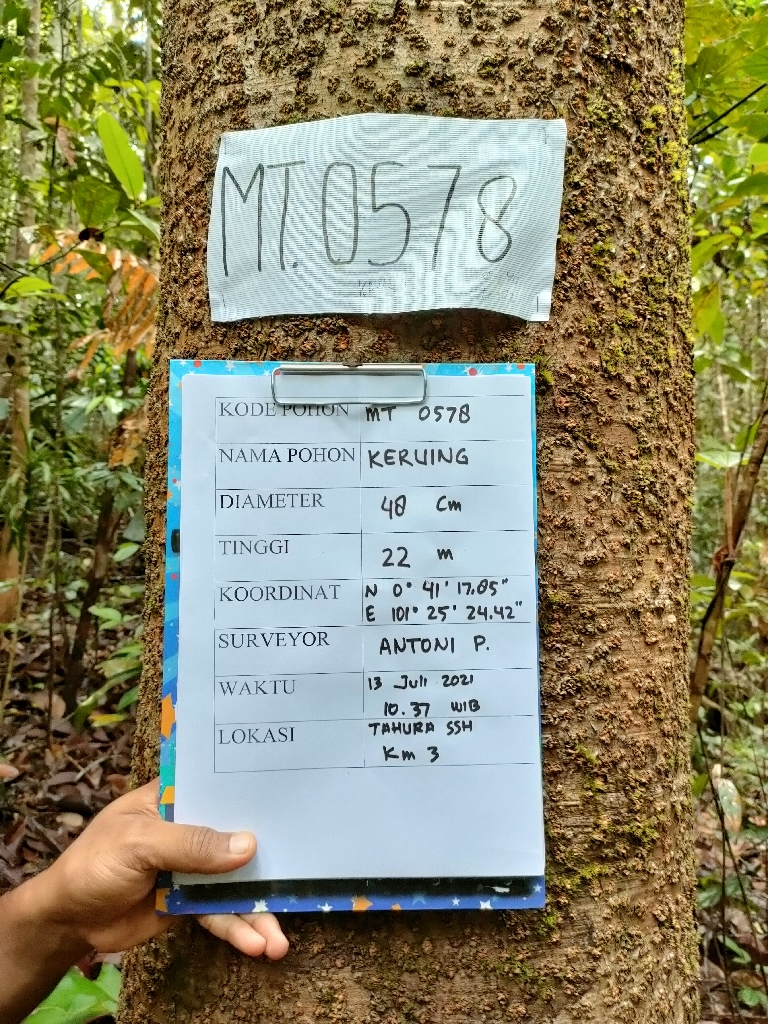 MT.0578
KODE POHON MT 0578
NAMA POHON KERUING
DIAMETER 48 Cm
TINGGI 22 m
KOORDINAT N 0° 41' 17.05"
E 101° 25' 24.42"
SURVEYOR ANTONI P.
WAKTU 13 Juli 2021
10.37 WIB
LOKASI TAHURA SSH
Km 3